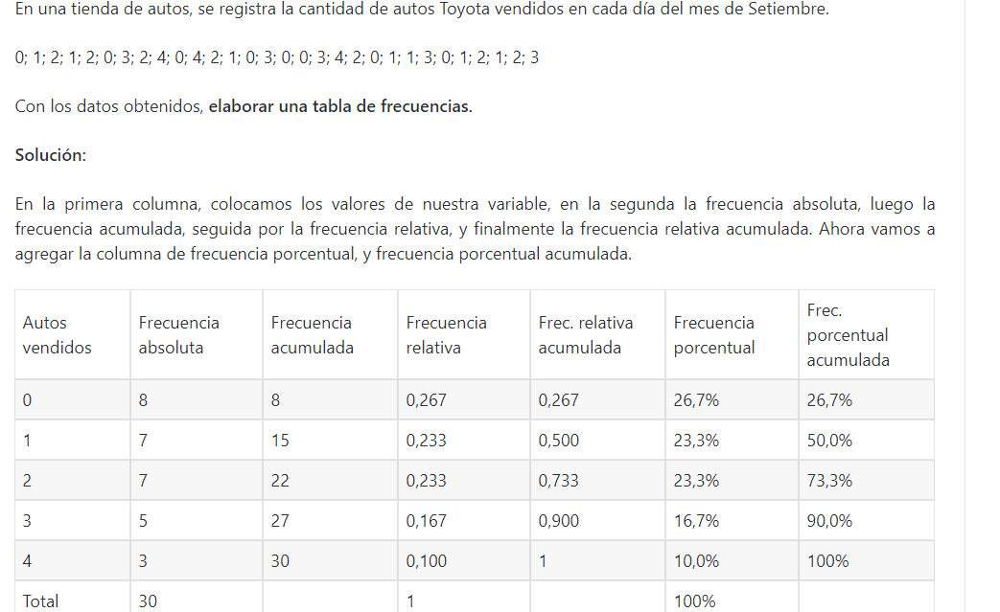 En una tienda de autos, se registra la cantidad de autos Toyota vendidos en cada día del mes de Setiembre.
0; 1; 2; 1; 2; 0; 3; 2; 4; 0; 4; 2; 1; 0; 3; 0; 0; 3; 4; 2; 0; 1; 1; 3; 0; 1; 2; 1; 2; 3
Con los datos obtenidos, elaborar una tabla de frecuencias.
Solución:
En la primera columna, colocamos los valores de nuestra variable, en la segunda la frecuencia absoluta, luego la
frecuencia acumulada, seguida por la frecuencia relativa, y finalmente la frecuencia relativa acumulada. Ahora vamos a
agregar la columna de frecuencia porcentual, y frecuencia porcentual acumulada.
Autos vendidos Frecuencia absoluta Frecuencia acumulada Frecuencia relativa Frec. relativa acumulada Frecuencia porcentual Frec. porcentual acumulada
0 8 8 0,267 0,267 26,7% 26,7%
1 7 15 0,233 0,500 23,3% 50,0%
2 7 22 0,233 0,733 23,3% 73,3%
3 5 27 0,167 0,900 16,7% 90,0%
4 3 30 0,100 1 10,0% 100%
Total 30 1 100%